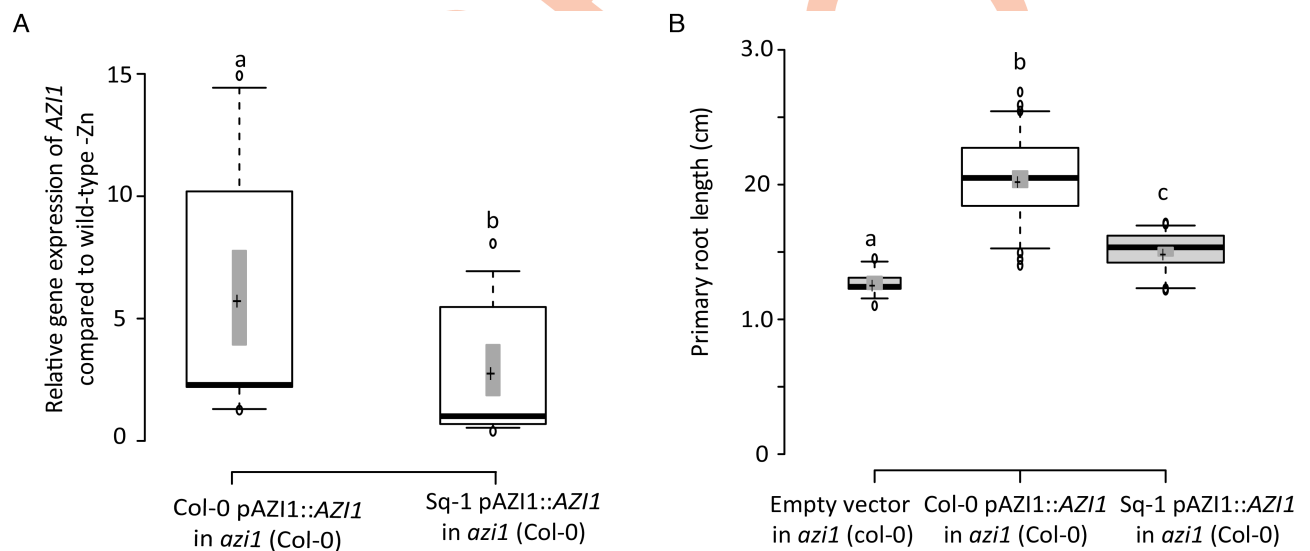 A
Relative gene expression of AZI1
compared to wild-type -Zn
15
10
5
0
a
b
Col-0 pAZI1::AZI1
in azi1 (Col-0)
Sq-1 pAZI1::AZI1
in azi1 (Col-0)
B
Primary root length (cm)
3.0
20
1.0
0
a
b
c
Empty vector
in azi1 (col-0)
Col-0 pAZI1::AZI1
in azi1 (Col-0)
Sq-1 pAZI1::AZI1
in azi1 (Col-0)